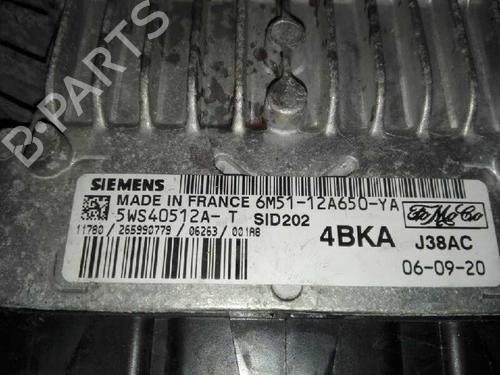 B-PARTS
SIEMENS
MADE IN FRANCE 6M51-12A650-YA
5WS40512A-T SID202
11780 / 265990779 / 06263 / 001A8
4BKA
FoMoCo
J38AC
06-09-20